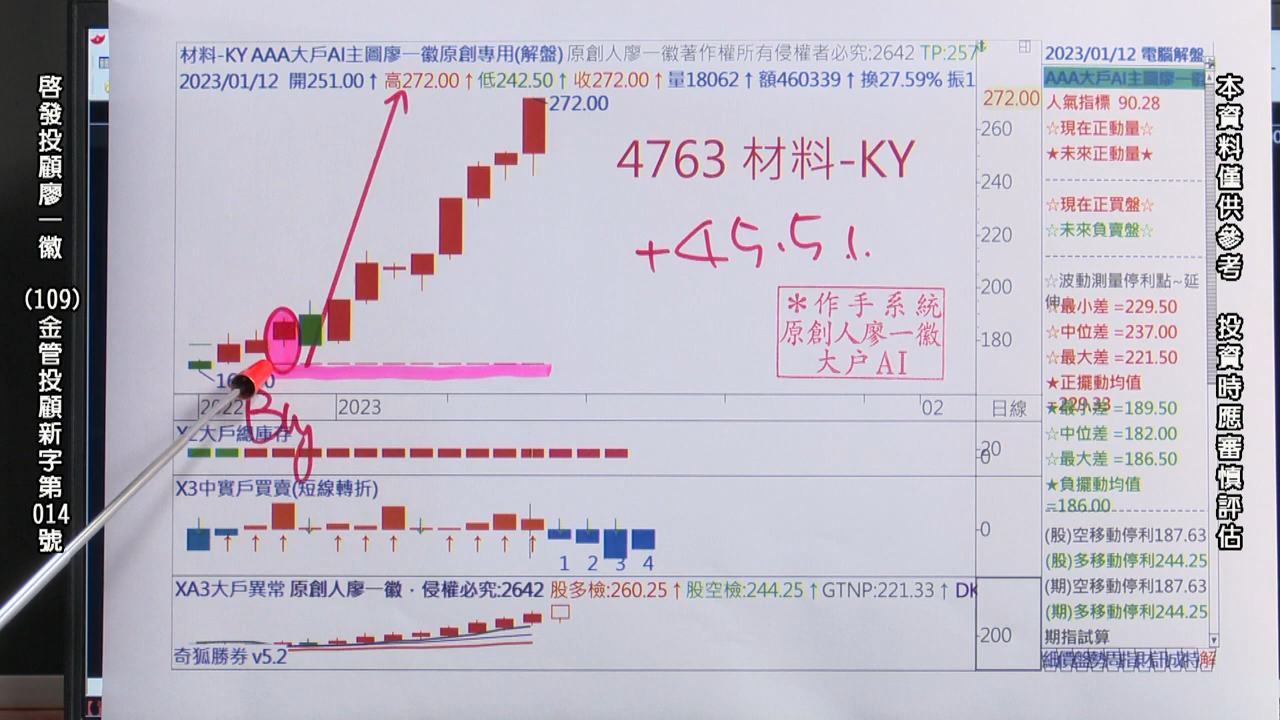 啓發投顧廖一徽
(109)金管投顧新字第014號
材料-KY AAA大戶AI主圖廖一徽原創專用(解盤) 原創人廖一徽著作權所有侵權者必究:2642 TP:257
2023/01/12 開251.00↑ 高272.00↑ 低242.50↑ 收272.00↑ 量18062↑ 額460339↑ 換27.59% 振1
272.00
4763 材料-KY
+45.5%
*作手系統
原創人廖一徽
大户AI
By
272.00
260
240
220
200
180
2022
2023
02
日線
大戶總庫存
20
0
X3中實戶買賣(短線轉折)
0
1 2 3 4
XA3大戶異常 原創人廖一徽·侵權必究:2642 股多檢:260.25↑ 股空檢:244.25↑ GTNP:221.33↑ DK
200
奇狐勝券 v5.2
2023/01/12 電腦解盤
AAA大戶AI主圖廖一徽
人氣指標 90.28
☆現在正動量☆
★未來正動量★
☆現在正買盤☆
☆未來負賣盤☆
☆波動測量停利點~延伸
☆最小差 =229.50
☆中位差 =237.00
☆最大差 =221.50
★正擺動均值
=229.33
☆最小差 =189.50
☆中位差 =182.00
☆最大差 =186.50
★負擺動均值
=186.00
(股)空移動停利187.63
(股)多移動停利244.25
(期)空移動停利187.63
(期)多移動停利244.25
期指試算
本資料僅供參考 投資時應審慎評估